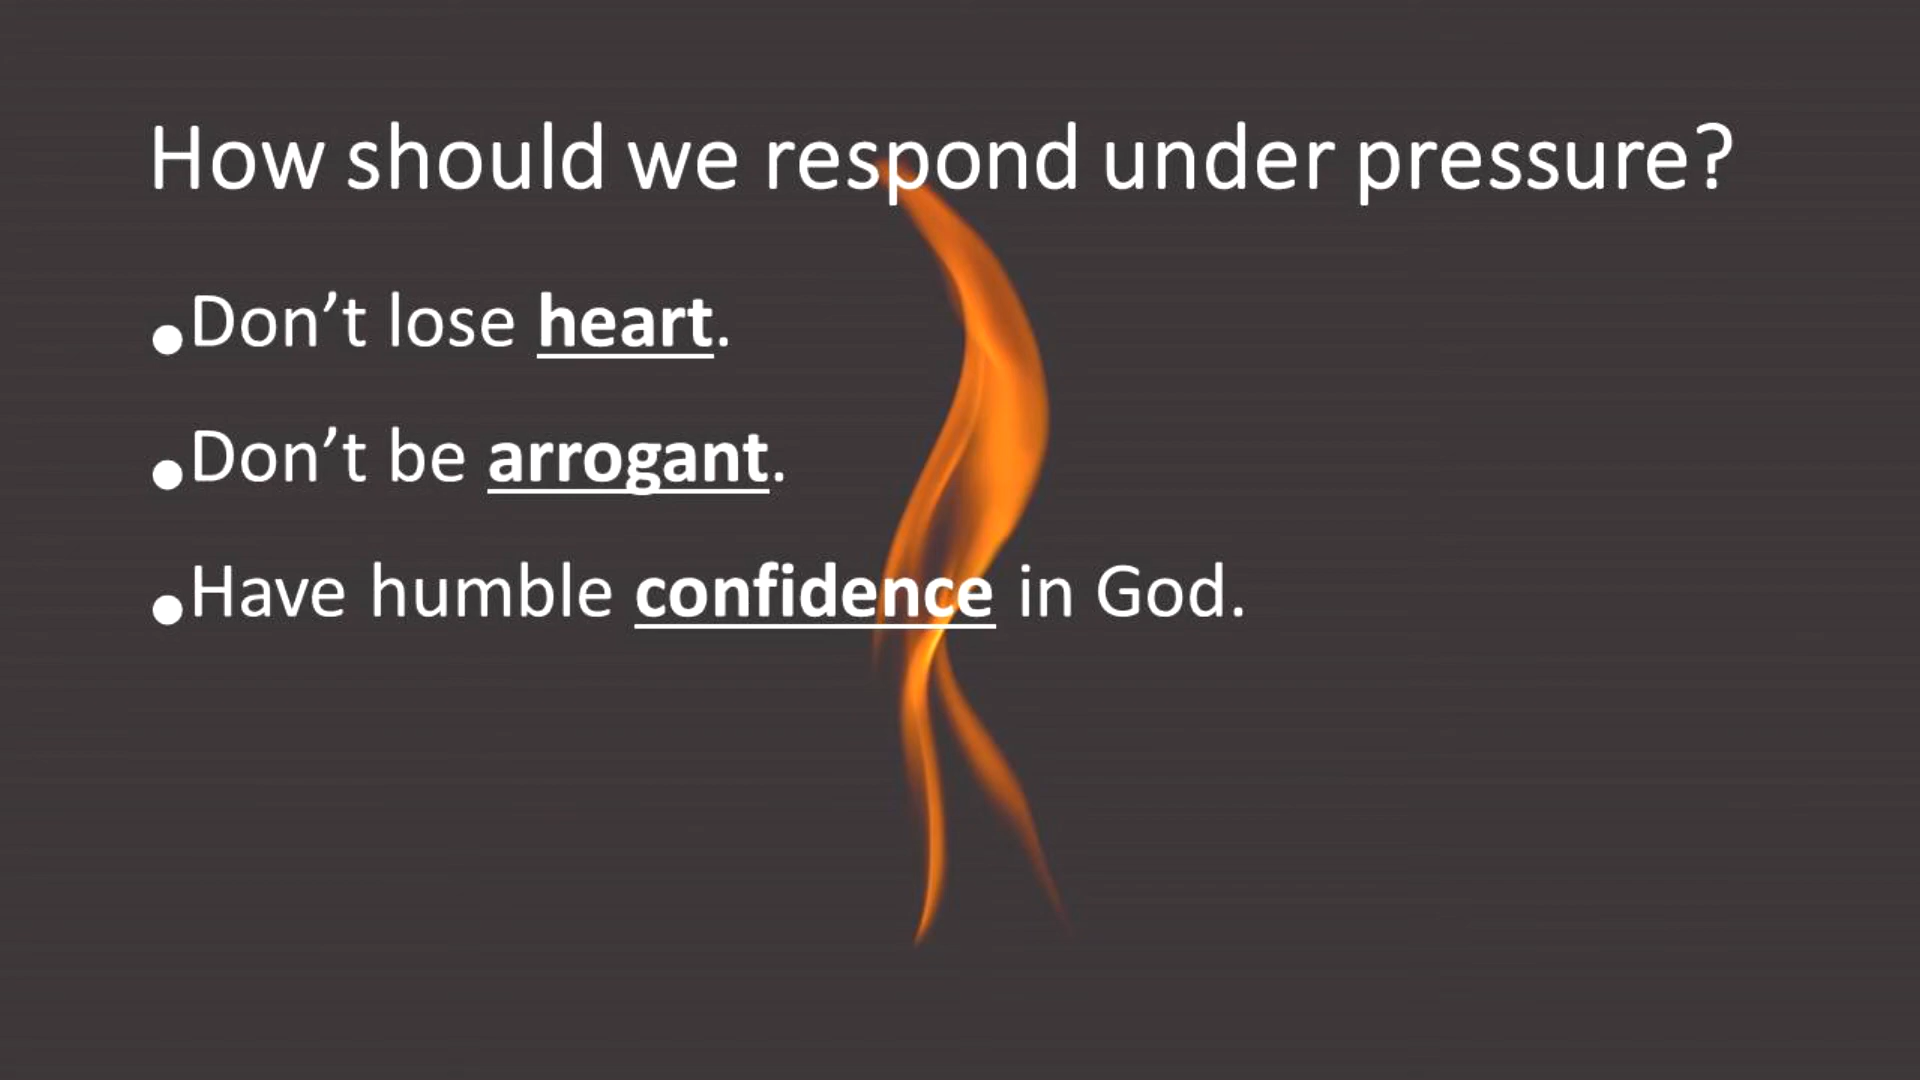 How should we respond under pressure?
•Don’t lose heart.
•Don’t be arrogant.
•Have humble confidence in God.